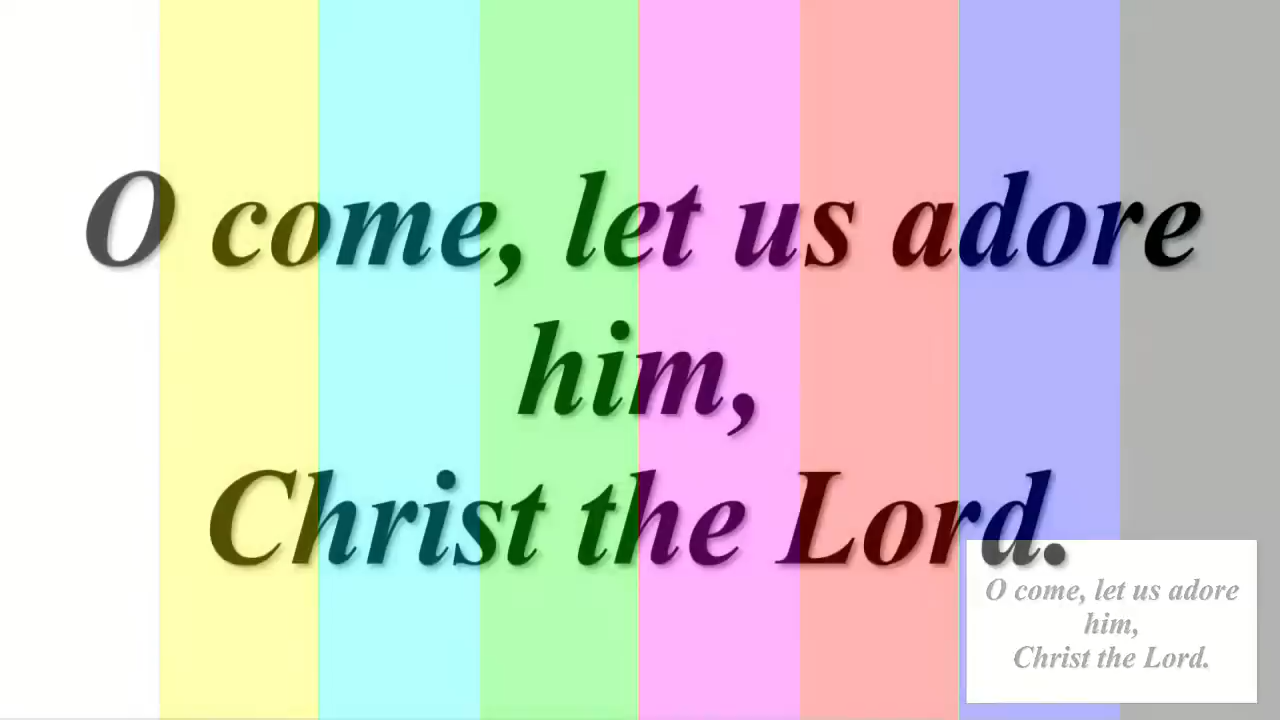 O come, let us adore
him,
Christ the Lord.
O come, let us adore
him,
Christ the Lord.